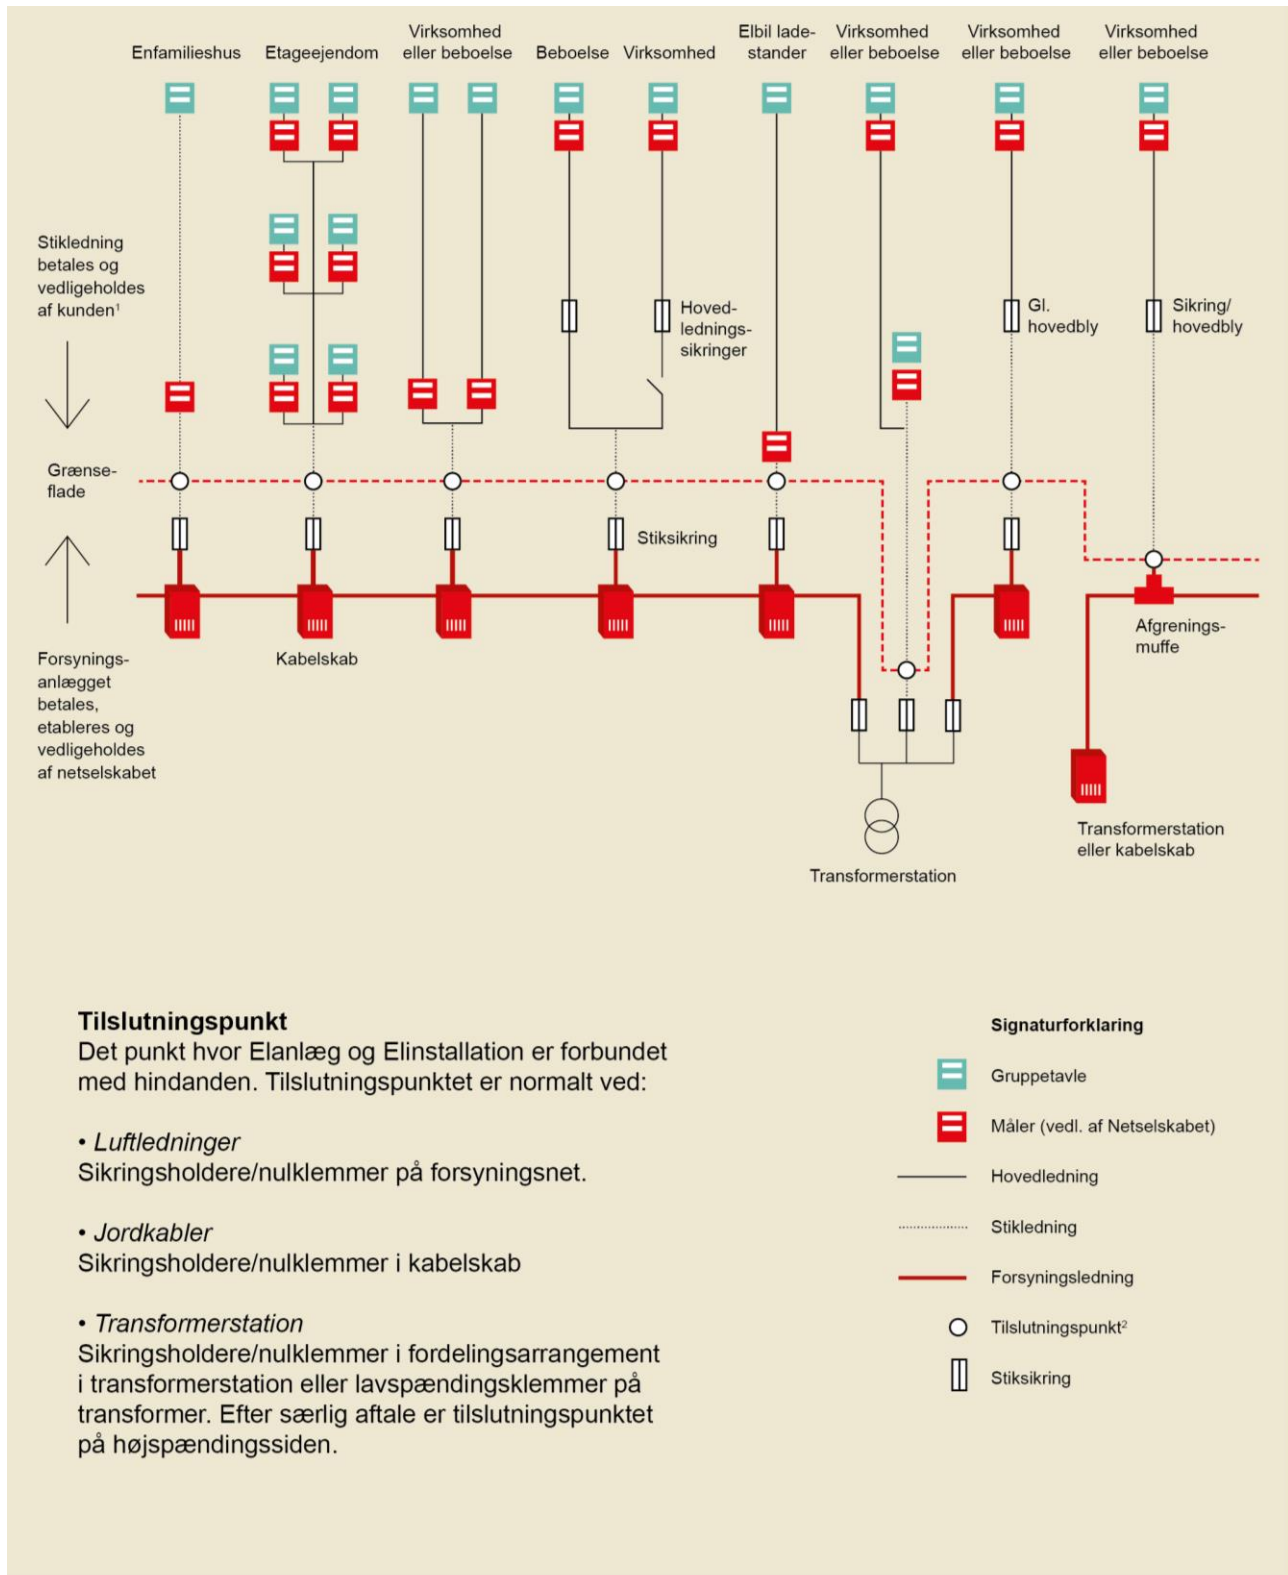 Enfamilieshus
Etageejendom
Virksomhed
eller beboelse
Beboelse
Virksomhed
Elbil lade-
stander
Virksomhed
eller beboelse
Virksomhed
eller beboelse
Virksomhed
eller beboelse
Stikledning
betales og
vedligeholdes
af kunden¹
Hoved-
lednings-
sikringer
Gl.
hovedbly
Sikring/
hovedbly
Grænse-
flade
Stiksikring
Forsynings-
anlægget
betales,
etableres og
vedligeholdes
af netselskabet
Kabelskab
Afgrenings-
muffe
Transformerstation
Transformerstation
eller kabelskab
Tilslutningspunkt
Det punkt hvor Elanlæg og Elinstallation er forbundet
med hindanden. Tilslutningspunktet er normalt ved:
• Luftledninger
Sikringsholdere/nulklemmer på forsyningsnet.
• Jordkabler
Sikringsholdere/nulklemmer i kabelskab
• Transformerstation
Sikringsholdere/nulklemmer i fordelingsarrangement
i transformerstation eller lavspændingsklemmer på
transformer. Efter særlig aftale er tilslutningspunktet
på højspændingssiden.
Signaturforklaring
Gruppetavle
Måler (vedl. af Netselskabet)
Hovedledning
Stikledning
Forsyningsledning
Tilslutningspunkt²
Stiksikring